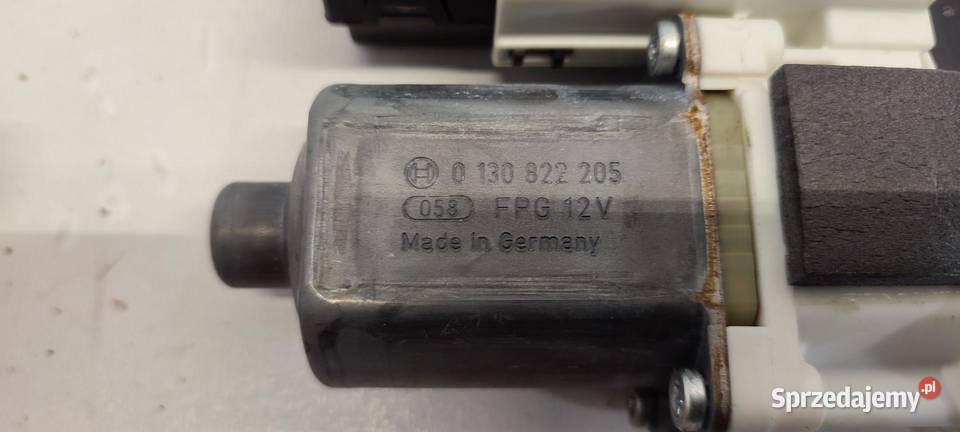 0 130 822 205
058 FPG 12V
Made in Germany
Sprzedajemy.pl